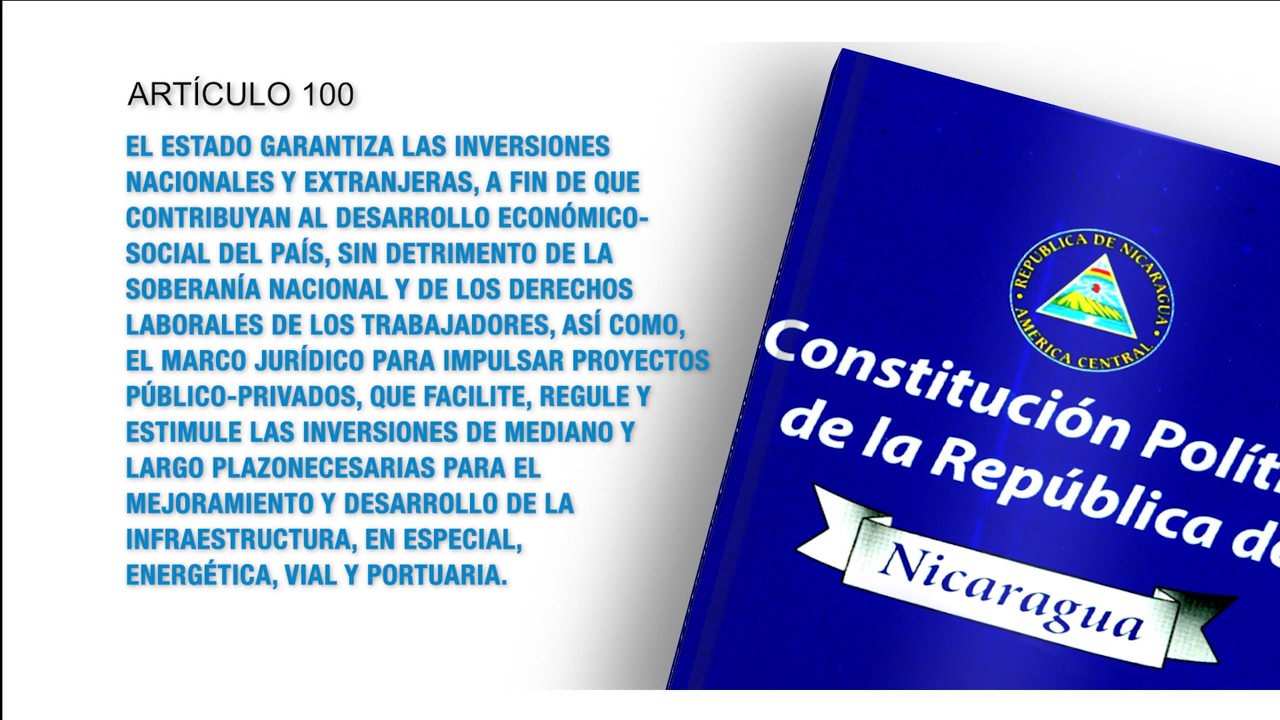 ARTÍCULO 100
EL ESTADO GARANTIZA LAS INVERSIONES
NACIONALES Y EXTRANJERAS, A FIN DE QUE
CONTRIBUYAN AL DESARROLLO ECONÓMICO-
SOCIAL DEL PAÍS, SIN DETRIMENTO DE LA
SOBERANÍA NACIONAL Y DE LOS DERECHOS
LABORALES DE LOS TRABAJADORES, ASÍ COMO,
EL MARCO JURÍDICO PARA IMPULSAR PROYECTOS
PÚBLICO-PRIVADOS, QUE FACILITE, REGULE Y
ESTIMULE LAS INVERSIONES DE MEDIANO Y
LARGO PLAZONECESARIAS PARA EL
MEJORAMIENTO Y DESARROLLO DE LA
INFRAESTRUCTURA, EN ESPECIAL,
ENERGÉTICA, VIAL Y PORTUARIA.
REPUBLICA DE NICARAGUA
AMERICA CENTRAL
Constitución Políti
de la República de
Nicaragua